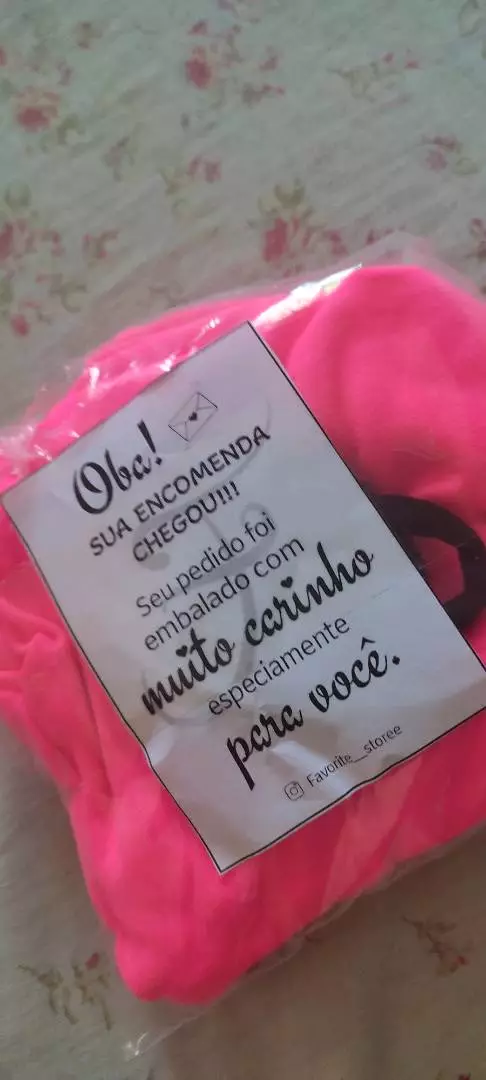 Oba!
SUA ENCOMENDA
CHEGOU!!!
Seu pedido foi
embalado com
muito carinho
especiamente
para você.
Favorite__storee